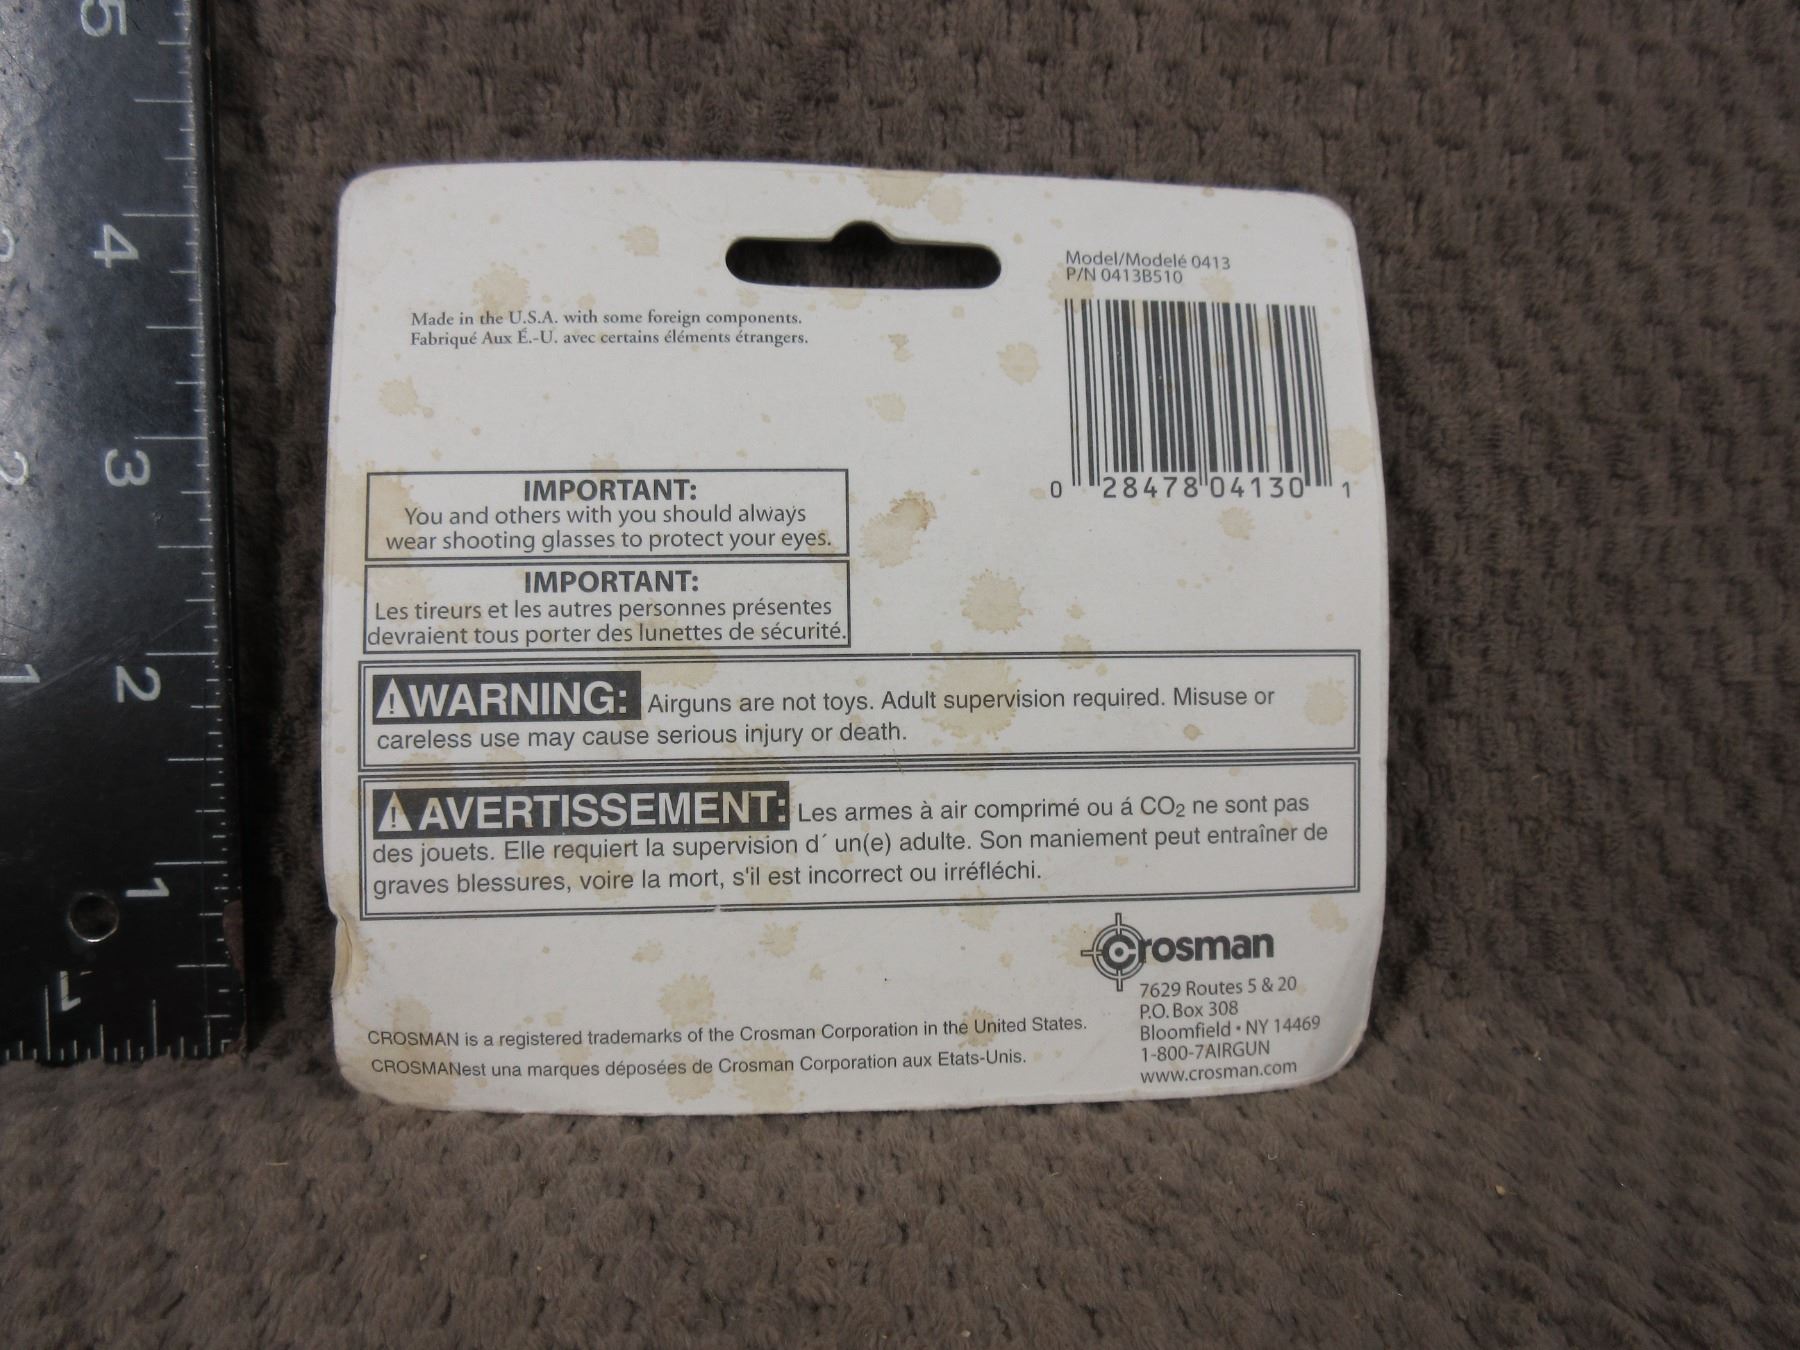 5
4
3
2
1
2
1
1
Model/Modelé 0413
P/N 0413B510
Made in the U.S.A. with some foreign components.
Fabriqué Aux É.-U. avec certains éléments étrangers.
0 28478 04130 1
IMPORTANT:
You and others with you should always
wear shooting glasses to protect your eyes.
IMPORTANT:
Les tireurs et les autres personnes présentes
devraient tous porter des lunettes de sécurité.
WARNING: Airguns are not toys. Adult supervision required. Misuse or
careless use may cause serious injury or death.
AVERTISSEMENT: Les armes à air comprimé ou á CO2 ne sont pas
des jouets. Elle requiert la supervision d´ un(e) adulte. Son maniement peut entraîner de
graves blessures, voire la mort, s'il est incorrect ou irréfléchi.
Crosman
7629 Routes 5 & 20
P.O. Box 308
Bloomfield • NY 14469
1-800-7AIRGUN
www.crosman.com
CROSMAN is a registered trademarks of the Crosman Corporation in the United States.
CROSMANest una marques déposées de Crosman Corporation aux Etats-Unis.